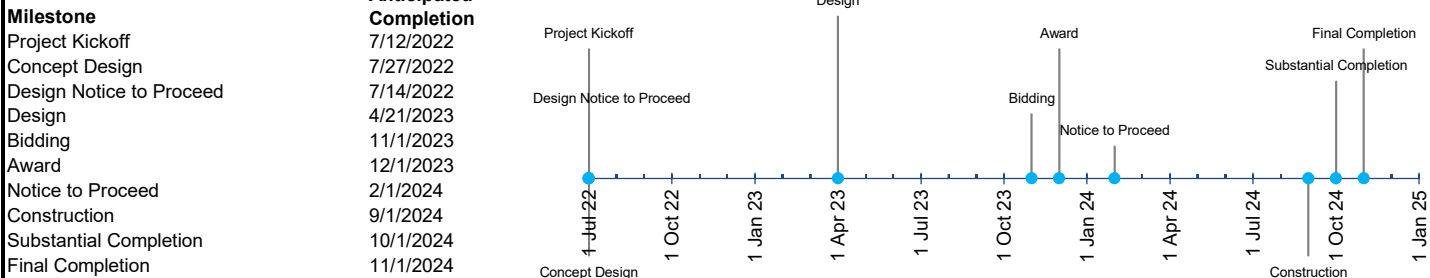 Anticipated
Milestone Completion
Project Kickoff 7/12/2022
Concept Design 7/27/2022
Design Notice to Proceed 7/14/2022
Design 4/21/2023
Bidding 11/1/2023
Award 12/1/2023
Notice to Proceed 2/1/2024
Construction 9/1/2024
Substantial Completion 10/1/2024
Final Completion 11/1/2024
Design
Project Kickoff
Award
Final Completion
Substantial Completion
Design Notice to Proceed
Bidding
Notice to Proceed
1 Jul 22
1 Oct 22
1 Jan 23
1 Apr 23
1 Jul 23
1 Oct 23
1 Jan 24
1 Apr 24
1 Jul 24
1 Oct 24
1 Jan 25
Concept Design
Construction